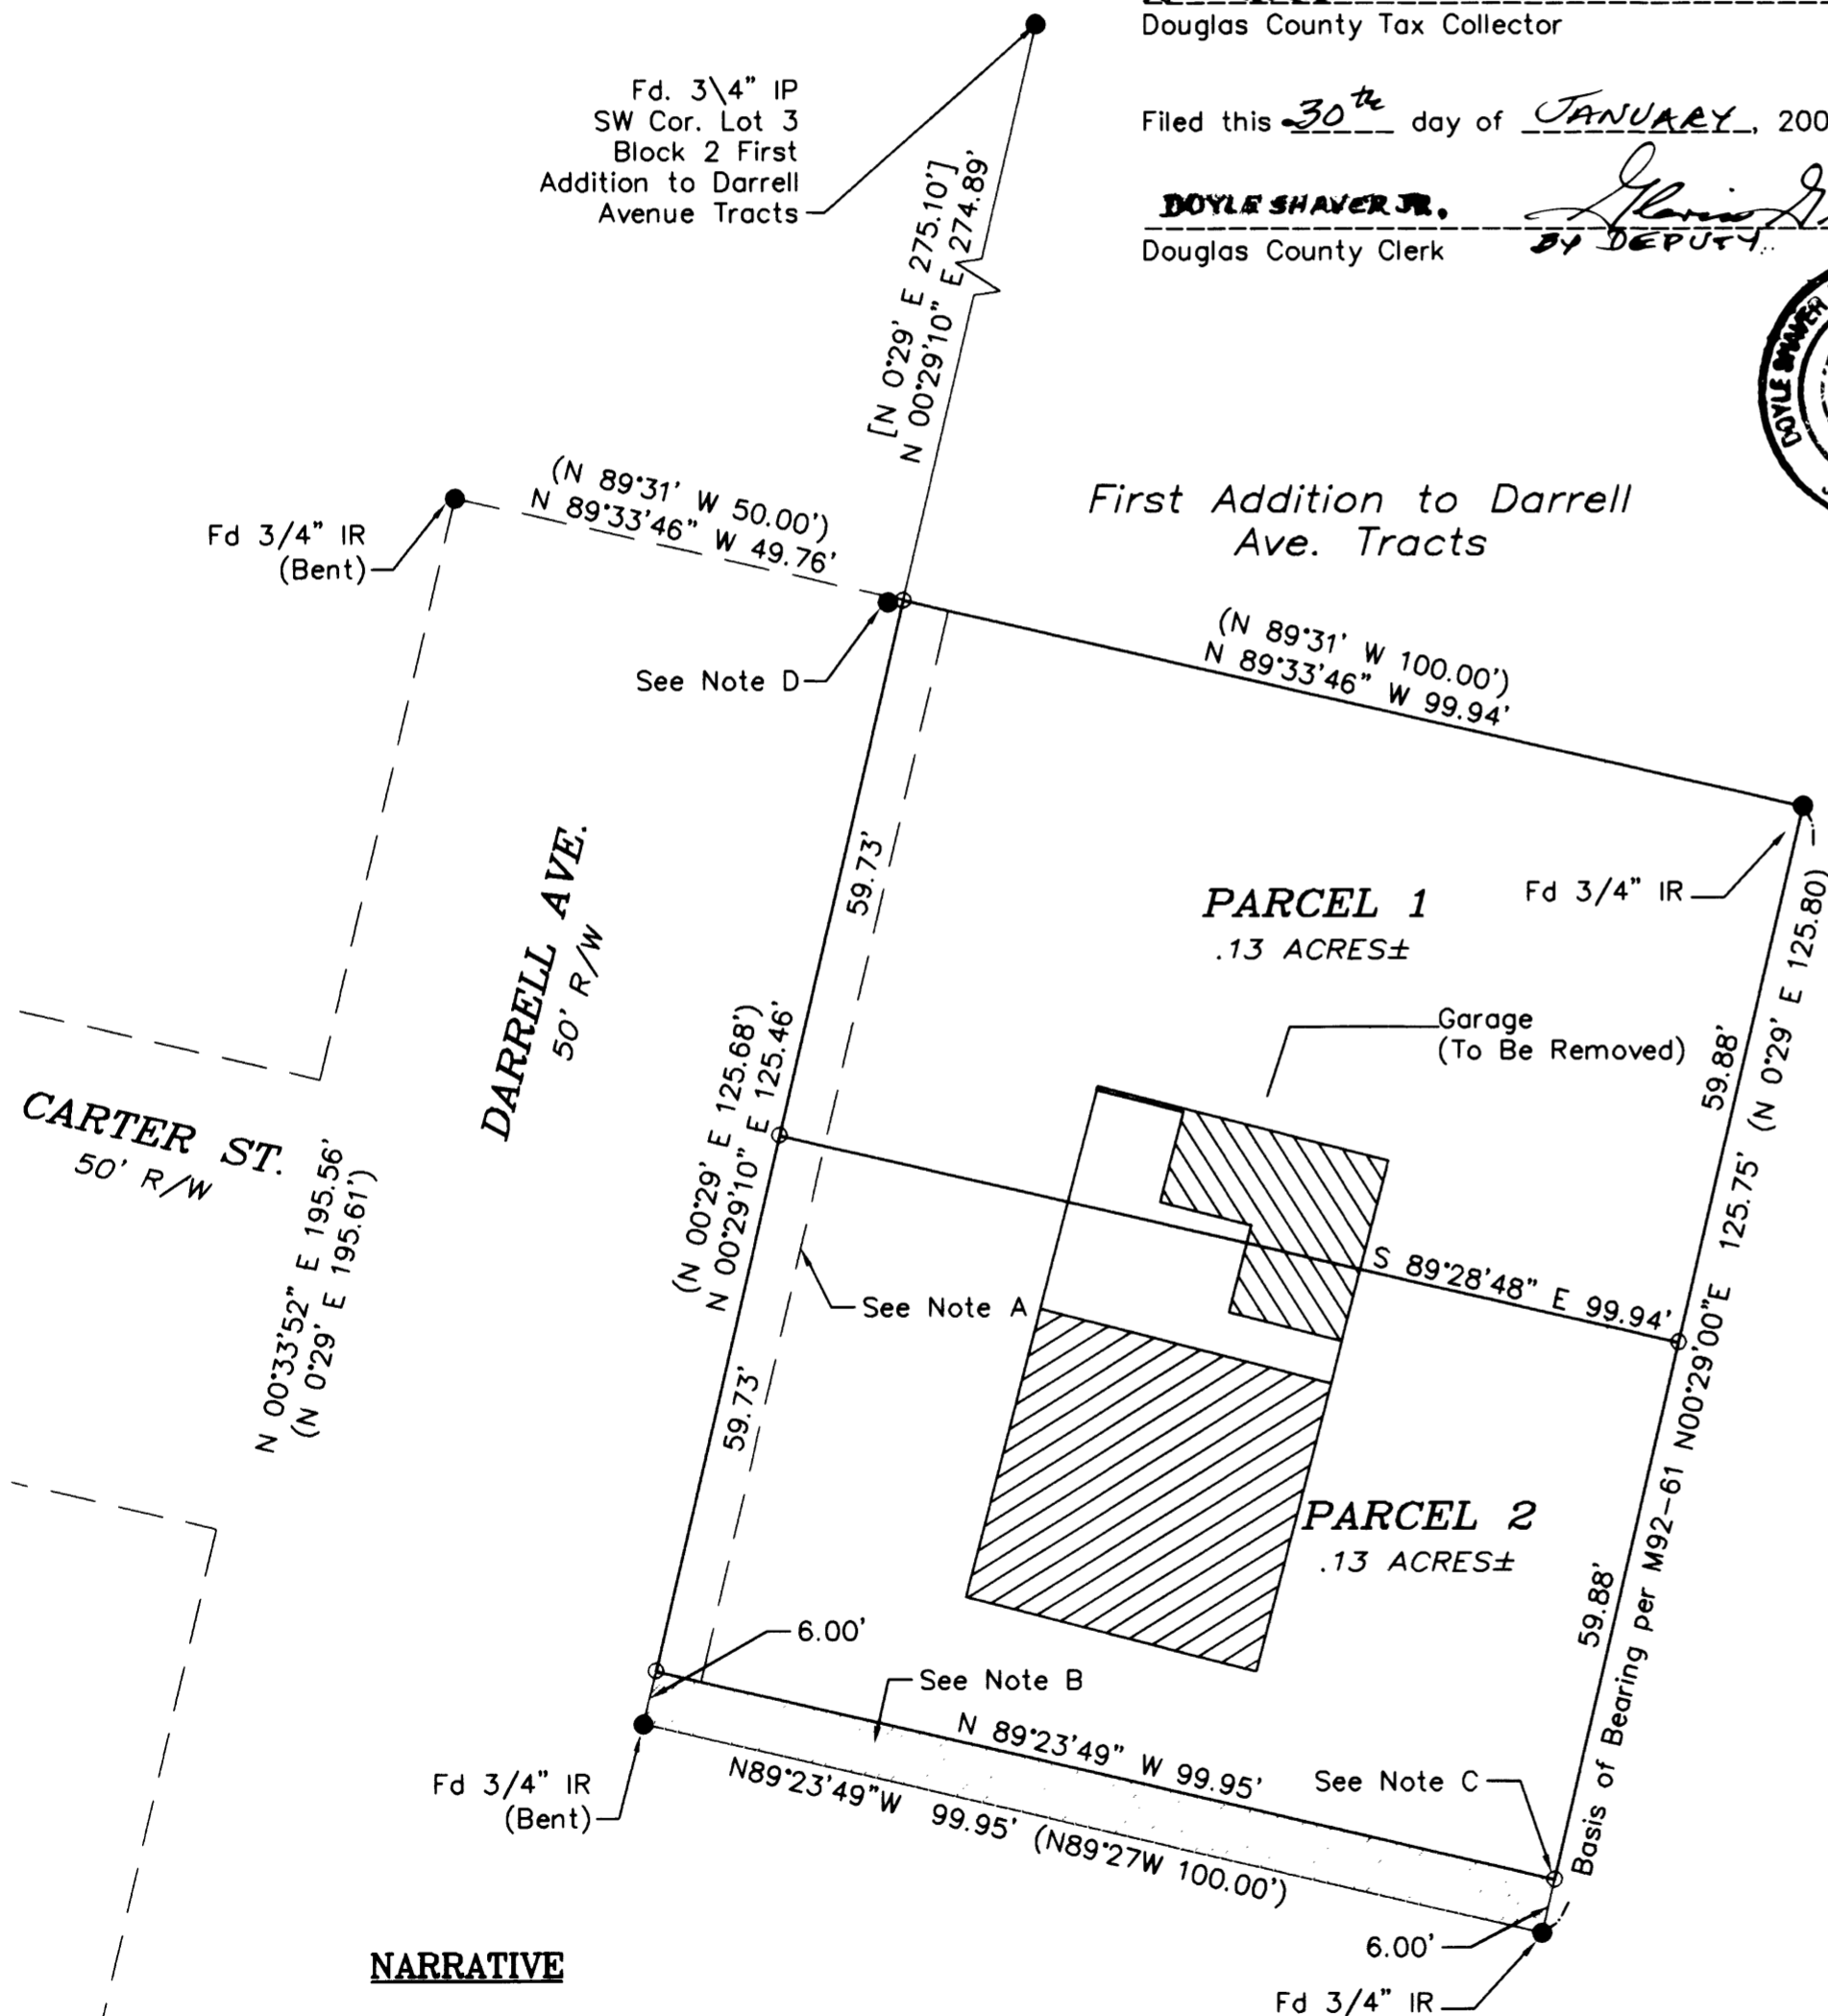 Douglas County Tax Collector
Filed this 30th day of JANUARY, 200
DOYLE SHAVER JR.
BY DEPUTY
Douglas County Clerk
DOYLE SHAVER
Fd. 3\4" IP
SW Cor. Lot 3
Block 2 First
Addition to Darrell
Avenue Tracts
[N 0°29' E 275.10']
N 00°29'10" E 274.89'
(N 89°31' W 50.00')
N 89°33'46" W 49.76'
Fd 3/4" IR
(Bent)
First Addition to Darrell
Ave. Tracts
See Note D
(N 89°31' W 100.00')
N 89°33'46" W 99.94'
DARRELL AVE.
50' R/W
59.73'
PARCEL 1
.13 ACRES±
Fd 3/4" IR
Garage
(To Be Removed)
59.88'
125.75' (N 0°29' E 125.80)
CARTER ST.
50' R/W
N 00°33'52" E 195.56'
(N 0°29' E 195.61')
(N 00°29' E 125.68')
N 00°29'10" E 125.46'
S 89°28'48" E 99.94'
See Note A
59.73'
PARCEL 2
.13 ACRES±
59.88'
Basis of Bearing per M92-61 N00°29'00"E
6.00'
See Note B
N 89°23'49" W 99.95'
See Note C
Fd 3/4" IR
(Bent)
N89°23'49"W 99.95' (N89°27W 100.00')
6.00'
Fd 3/4" IR
NARRATIVE